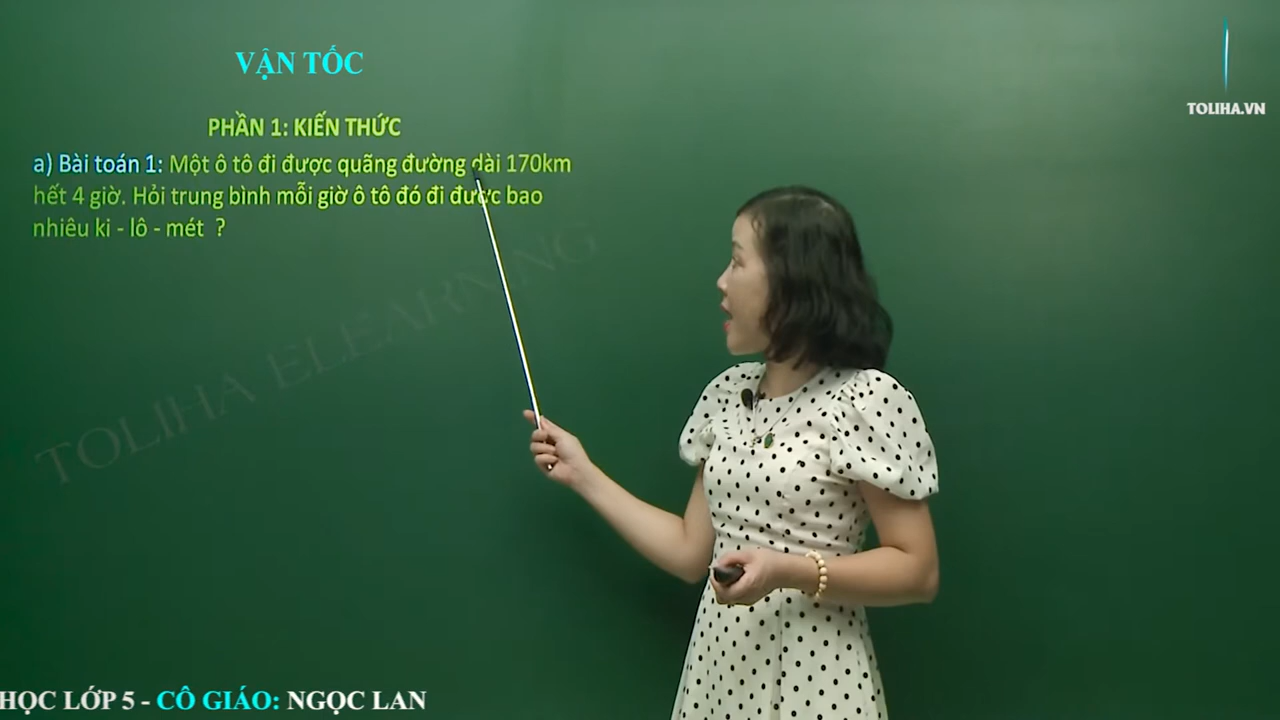 VẬN TỐC
TOLIHA.VN
PHẦN 1: KIẾN THỨC
a) Bài toán 1: Một ô tô đi được quãng đường dài 170km
hết 4 giờ. Hỏi trung bình mỗi giờ ô tô đó đi được bao
nhiêu ki - lô - mét ?
TOLIHA ELEARNING
HỌC LỚP 5 - CÔ GIÁO: NGỌC LAN